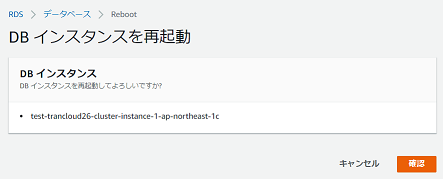 RDS > データベース > Reboot
DB インスタンスを再起動
DB インスタンス
DB インスタンスを再起動してよろしいですか?
• test-trancloud26-cluster-instance-1-ap-northeast-1c
キャンセル 確認